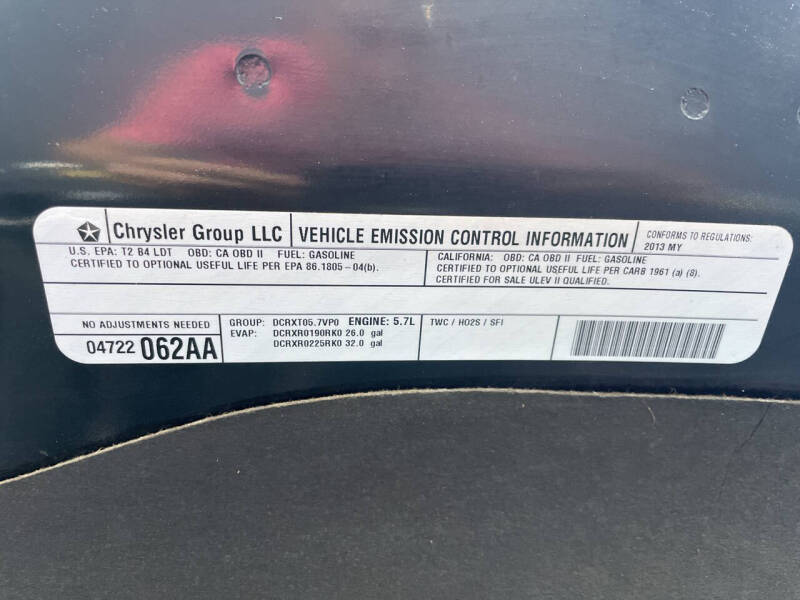 Chrysler Group LLC VEHICLE EMISSION CONTROL INFORMATION CONFORMS TO REGULATIONS:
2013 MY
U.S. EPA: T2 B4 LDT OBD: CA OBD II FUEL: GASOLINE
CERTIFIED TO OPTIONAL USEFUL LIFE PER EPA 86.1805-04(b).
CALIFORNIA: OBD: CA OBD II FUEL: GASOLINE
CERTIFIED TO OPTIONAL USEFUL LIFE PER CARB 1961 (a) (8).
CERTIFIED FOR SALE ULEV II QUALIFIED.
NO ADJUSTMENTS NEEDED
04722 062AA
GROUP: DCRXT05.7VP0 ENGINE: 5.7L
EVAP: DCRXR0190RK0 26.0 gal
DCRXR0225RK0 32.0 gal
TWC / HO2S / SFI